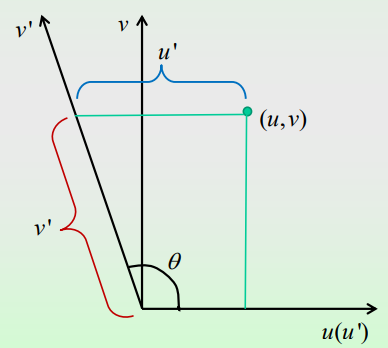 v' v
u'
(u,v)
v'
θ
u(u')